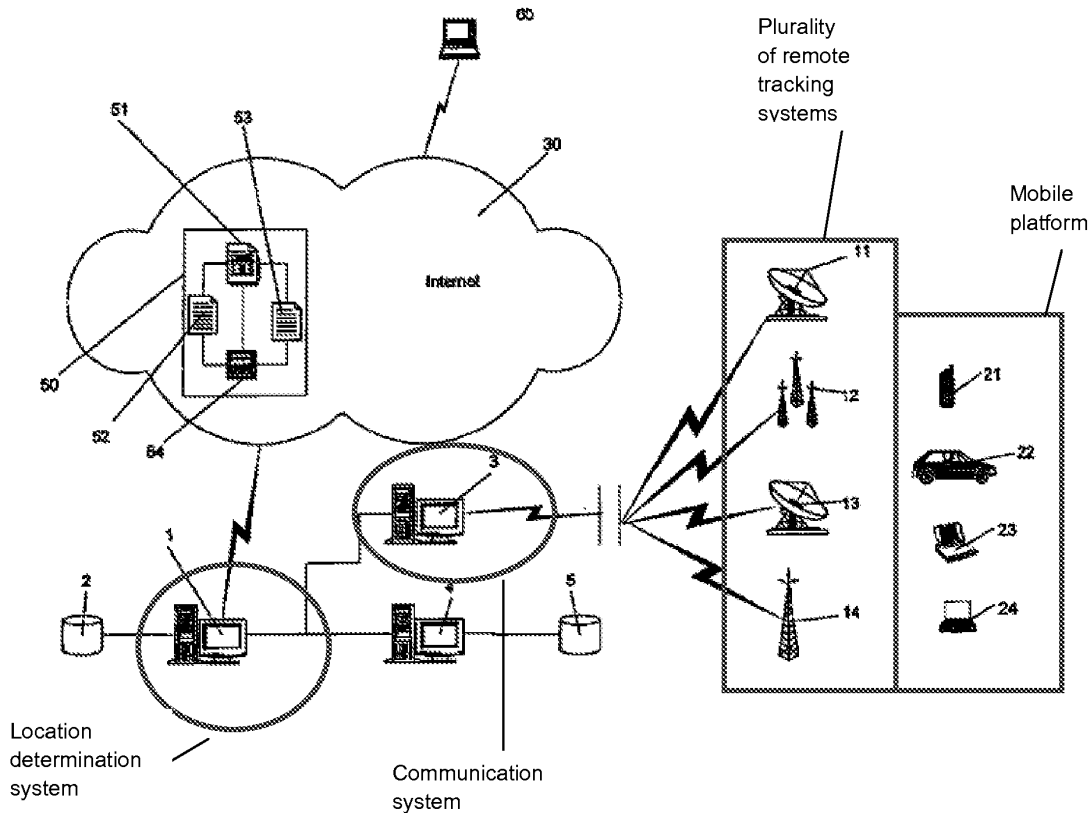 60
Plurality
of remote
tracking
systems
51
53
30
Mobile
platform
11
Internet
21
12
50
22
52
54
3
13
1
23
2
4
5
24
14
Location
determination
system
Communication
system